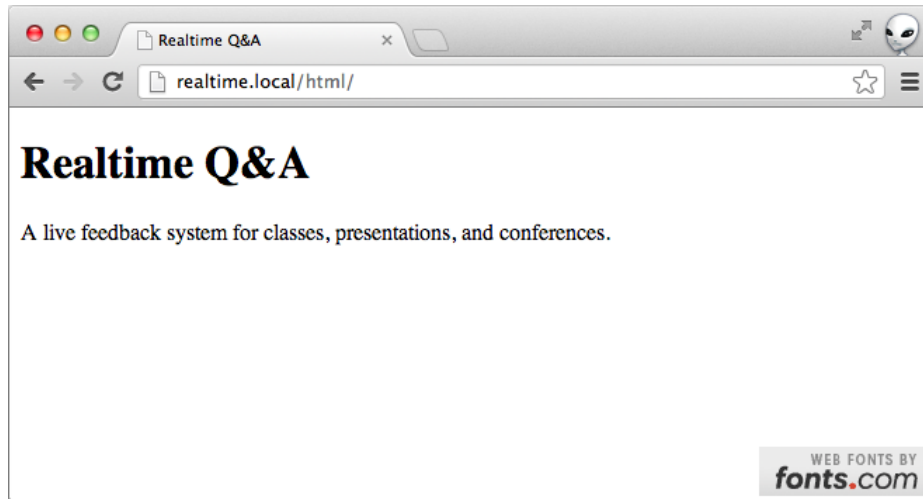 Realtime Q&A
realtime.local/html/
Realtime Q&A
A live feedback system for classes, presentations, and conferences.
WEB FONTS BY
fonts.com